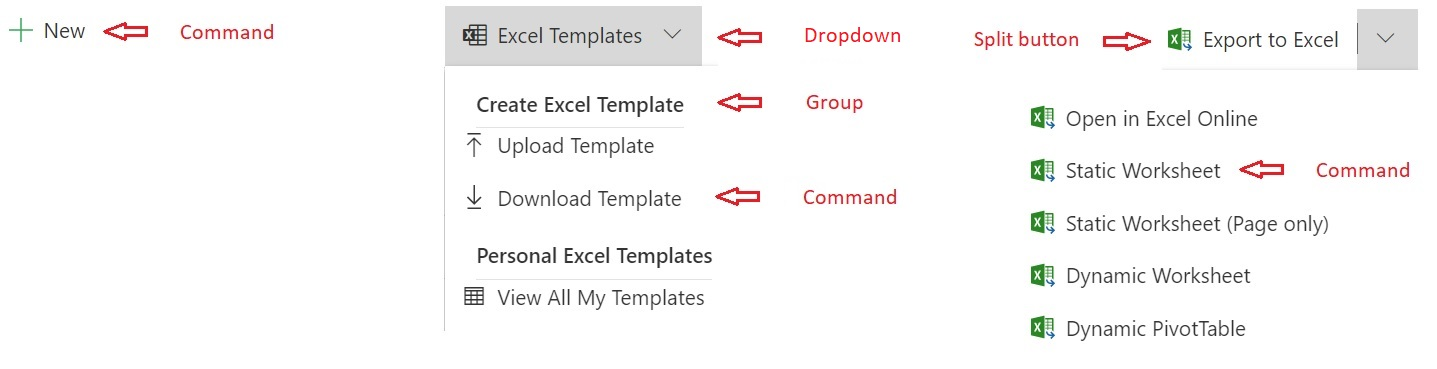 New
Command
Excel Templates
Dropdown
Create Excel Template
Group
Upload Template
Download Template
Command
Personal Excel Templates
View All My Templates
Split button
Export to Excel
Open in Excel Online
Static Worksheet
Command
Static Worksheet (Page only)
Dynamic Worksheet
Dynamic PivotTable